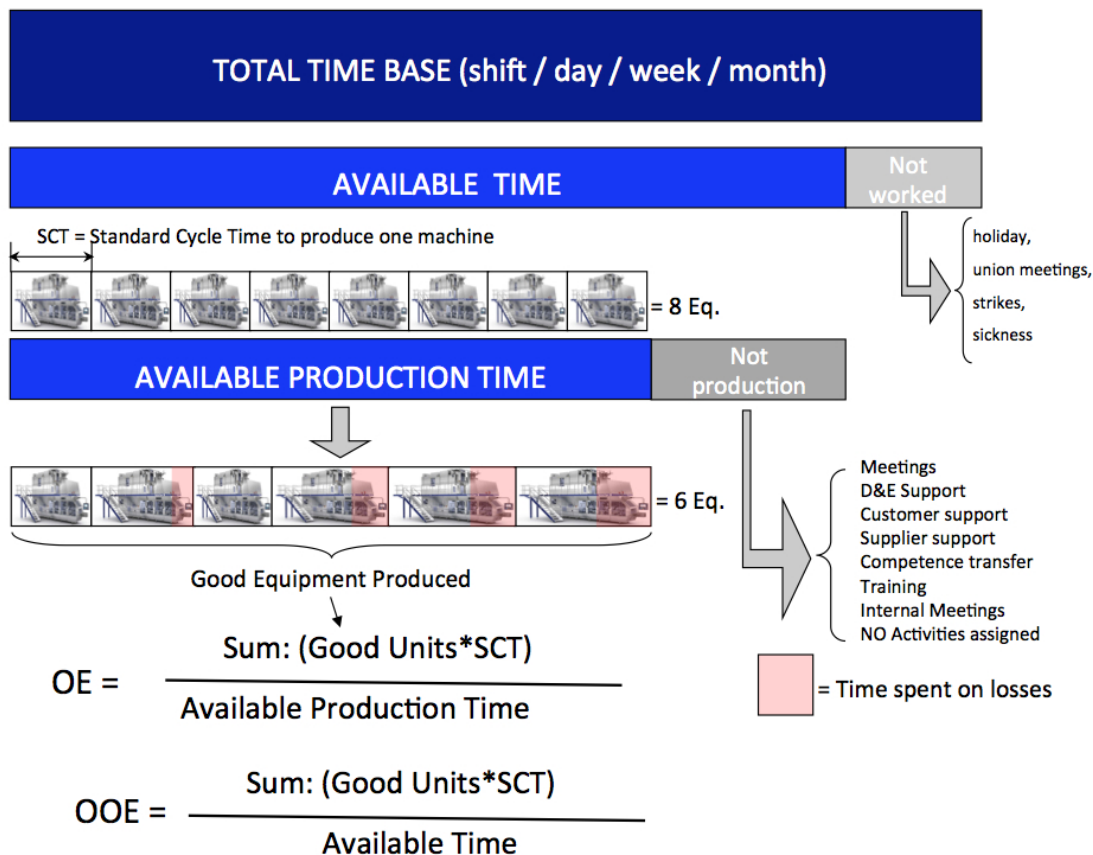 TOTAL TIME BASE (shift / day / week / month)
AVAILABLE TIME
Not
worked
SCT = Standard Cycle Time to produce one machine
holiday,
union meetings,
strikes,
sickness
= 8 Eq.
AVAILABLE PRODUCTION TIME
Not
production
= 6 Eq.
Meetings
D&E Support
Customer support
Supplier support
Competence transfer
Training
Internal Meetings
NO Activities assigned
Good Equipment Produced
OE =
Sum: (Good Units*SCT)
Available Production Time
= Time spent on losses
OOE =
Sum: (Good Units*SCT)
Available Time